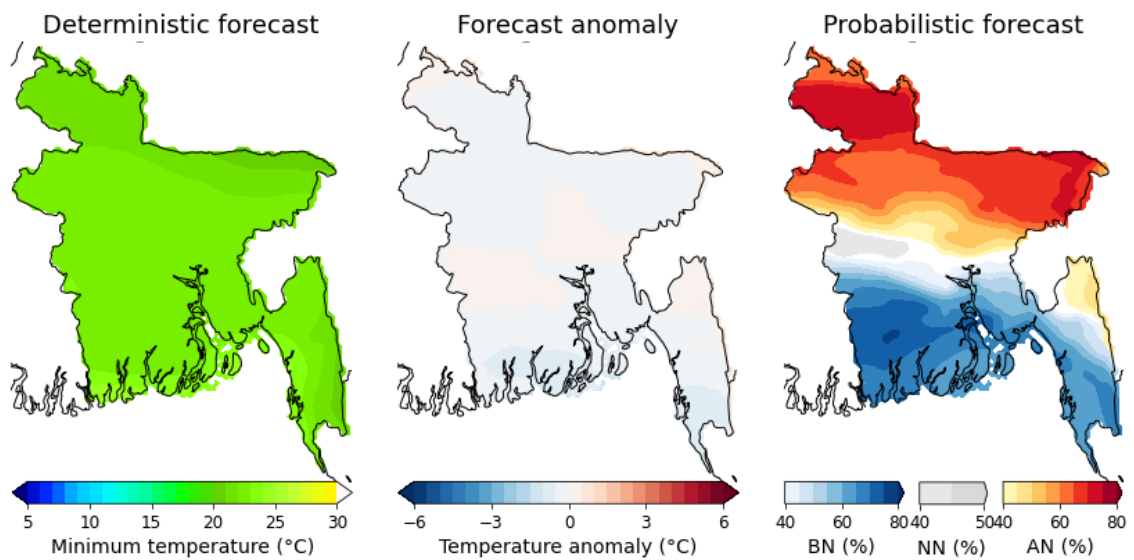 Deterministic forecast
Forecast anomaly
Probabilistic forecast
5 10 15 20 25 30
−6 −3 0 3 6
40 60 80
40 50
40 60 80
Minimum temperature (°C)
Temperature anomaly (°C)
BN (%)
NN (%)
AN (%)